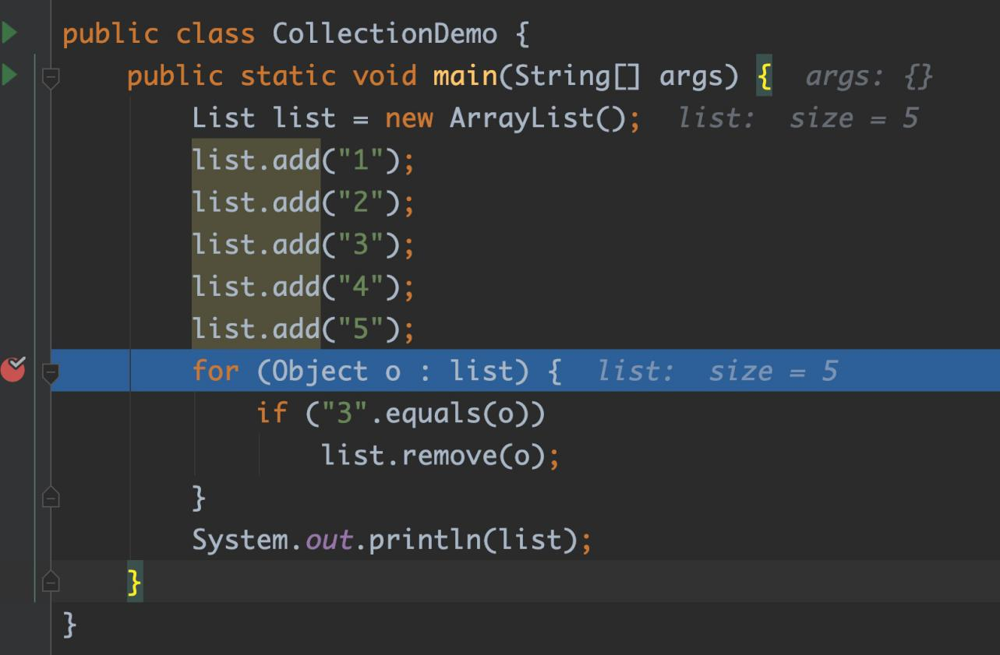 public class CollectionDemo {
    public static void main(String[] args) {  args: {}
        List list = new ArrayList();  list:  size = 5
        list.add("1");
        list.add("2");
        list.add("3");
        list.add("4");
        list.add("5");
        for (Object o : list) {  list:  size = 5
            if ("3".equals(o))
                list.remove(o);
        }
        System.out.println(list);
    }
}